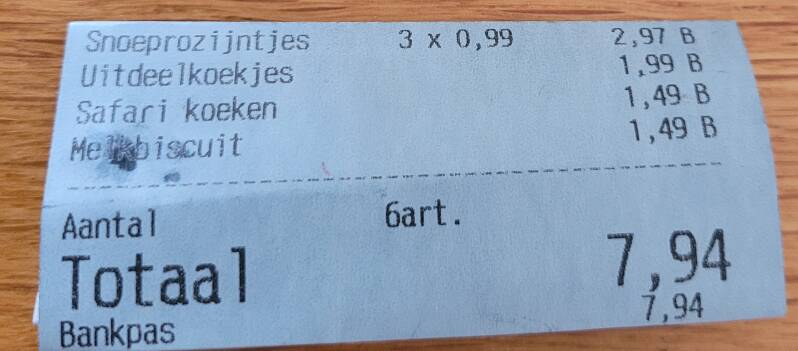 Snoeprozijntjes 3 x 0,99 2,97 B
Uitdeelkoekjes 1,99 B
Safari koeken 1,49 B
Melkbiscuit 1,49 B
Aantal 6art.
Totaal 7,94
Bankpas 7,94